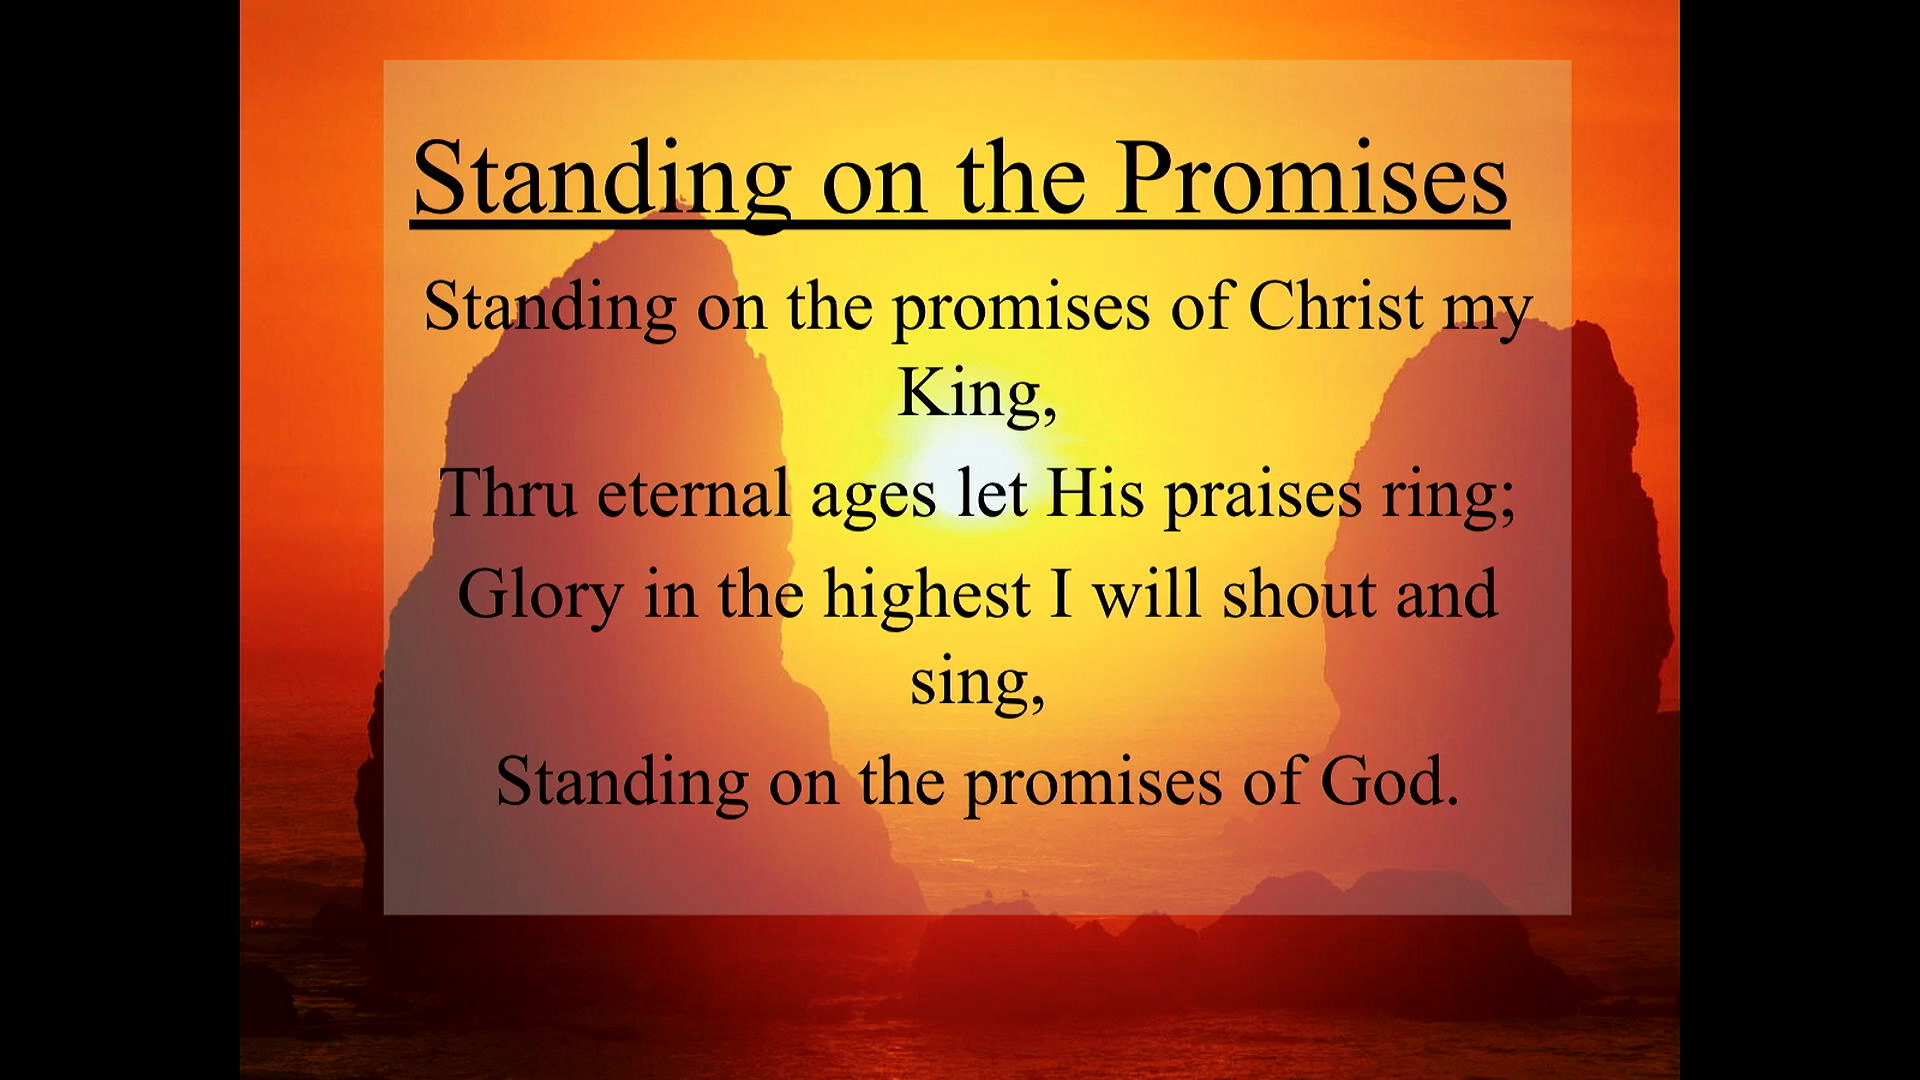 Standing on the Promises
Standing on the promises of Christ my
King,
Thru eternal ages let His praises ring;
Glory in the highest I will shout and
sing,
Standing on the promises of God.